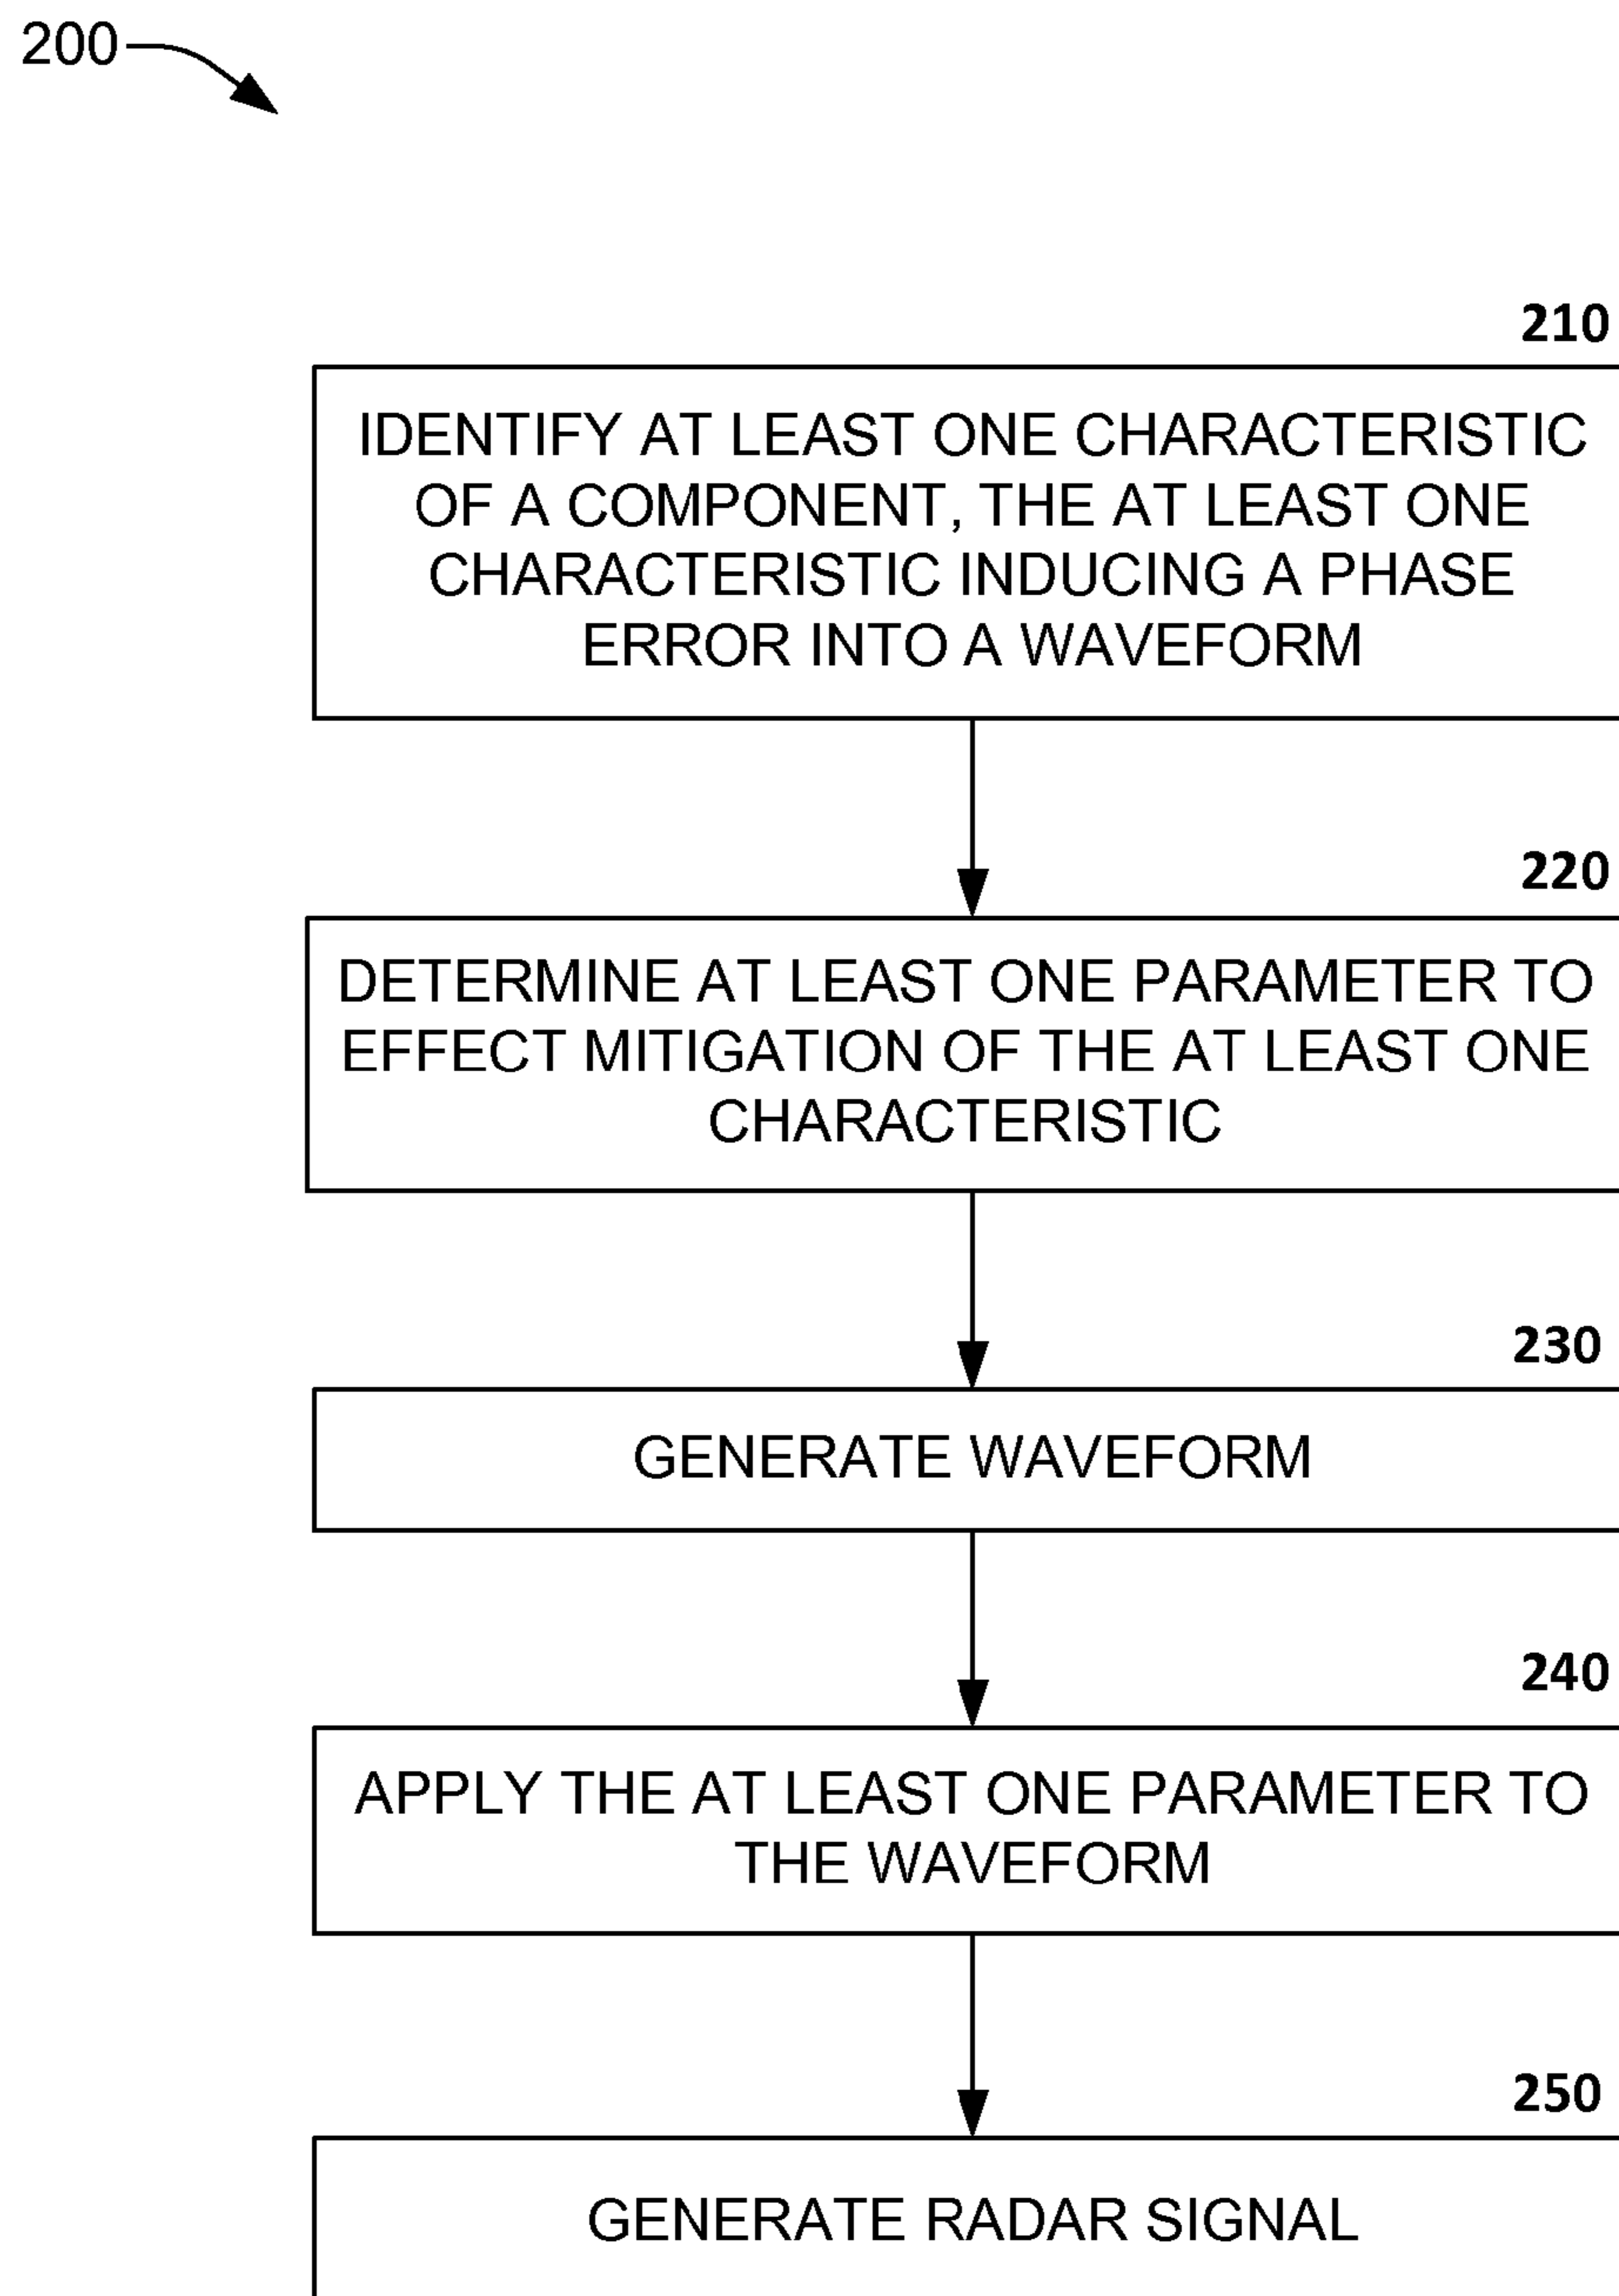 200
210
IDENTIFY AT LEAST ONE CHARACTERISTIC
OF A COMPONENT, THE AT LEAST ONE
CHARACTERISTIC INDUCING A PHASE
ERROR INTO A WAVEFORM
220
DETERMINE AT LEAST ONE PARAMETER TO
EFFECT MITIGATION OF THE AT LEAST ONE
CHARACTERISTIC
230
GENERATE WAVEFORM
240
APPLY THE AT LEAST ONE PARAMETER TO
THE WAVEFORM
250
GENERATE RADAR SIGNAL